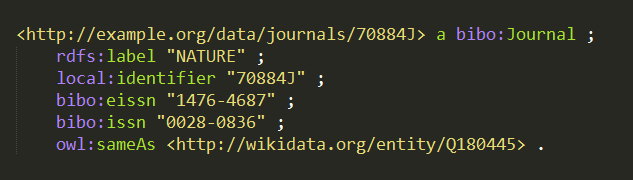 <http://example.org/data/journals/70884J> a bibo:Journal ;
rdfs:label "NATURE" ;
local:identifier "70884J" ;
bibo:eissn "1476-4687" ;
bibo:issn "0028-0836" ;
owl:sameAs <http://wikidata.org/entity/Q180445> .